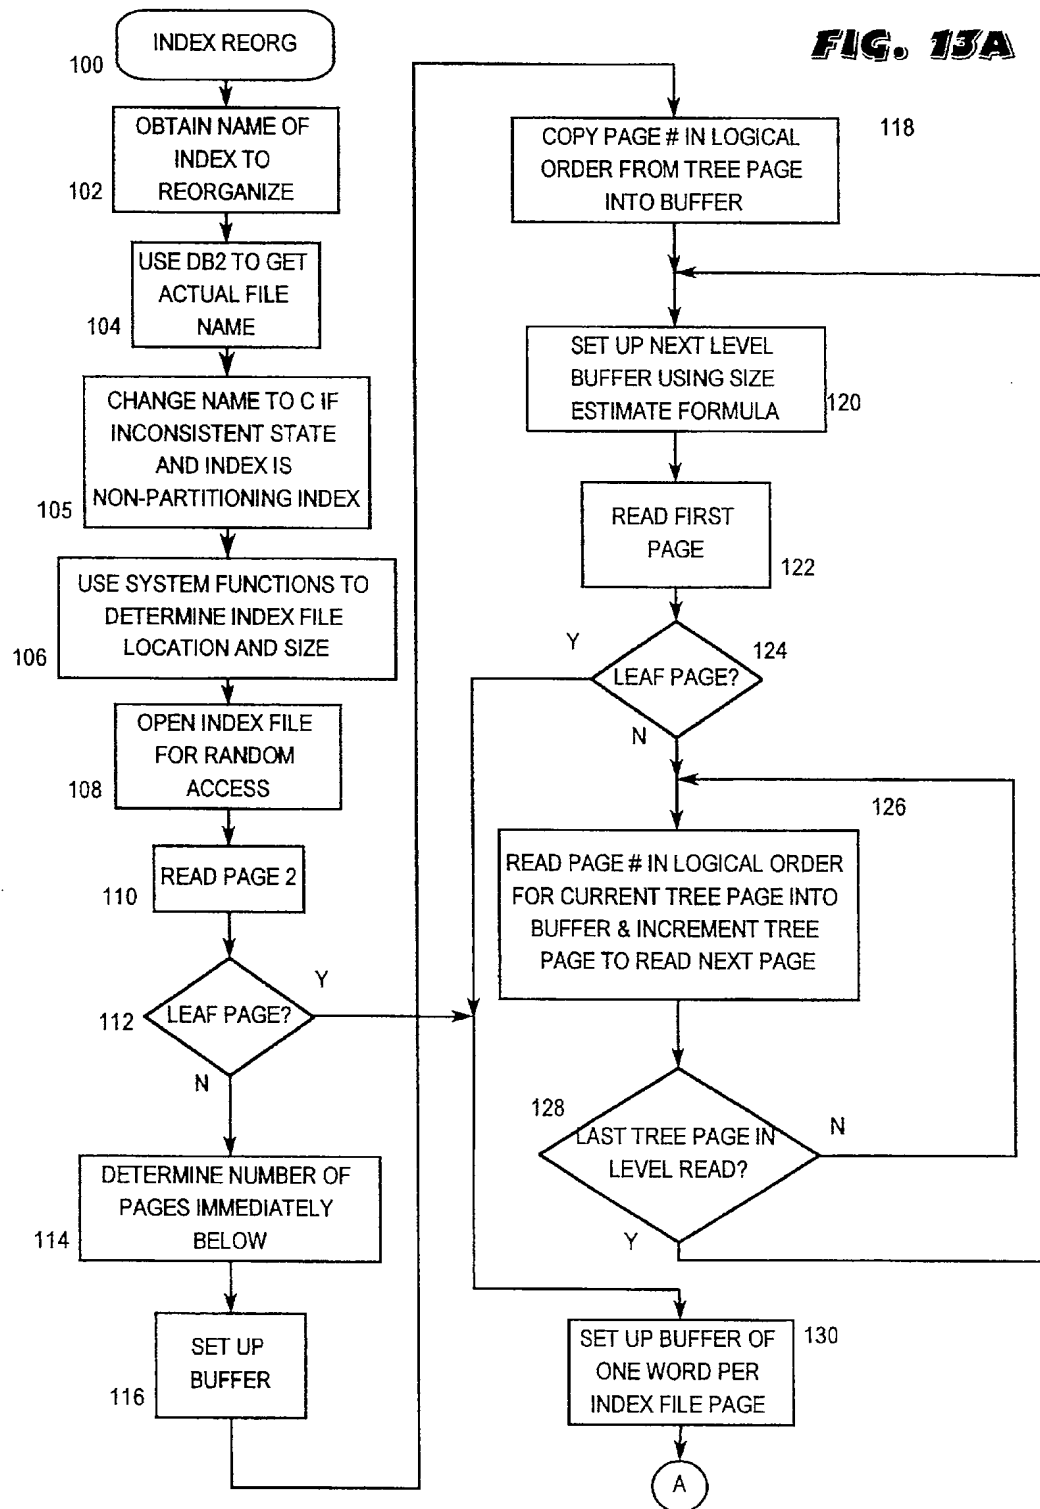 FIG. 13A
INDEX REORG
100
OBTAIN NAME OF
INDEX TO
REORGANIZE
102
USE DB2 TO GET
ACTUAL FILE
NAME
104
CHANGE NAME TO C IF
INCONSISTENT STATE
AND INDEX IS
NON-PARTITIONING INDEX
105
USE SYSTEM FUNCTIONS TO
DETERMINE INDEX FILE
LOCATION AND SIZE
106
OPEN INDEX FILE
FOR RANDOM
ACCESS
108
READ PAGE 2
110
LEAF PAGE?
112
Y
N
DETERMINE NUMBER OF
PAGES IMMEDIATELY
BELOW
114
SET UP
BUFFER
116
COPY PAGE # IN LOGICAL
ORDER FROM TREE PAGE
INTO BUFFER
118
SET UP NEXT LEVEL
BUFFER USING SIZE
ESTIMATE FORMULA
120
READ FIRST
PAGE
122
Y
LEAF PAGE?
124
N
126
READ PAGE # IN LOGICAL ORDER
FOR CURRENT TREE PAGE INTO
BUFFER & INCREMENT TREE
PAGE TO READ NEXT PAGE
128
LAST TREE PAGE IN
LEVEL READ?
N
Y
SET UP BUFFER OF
ONE WORD PER
INDEX FILE PAGE
130
A